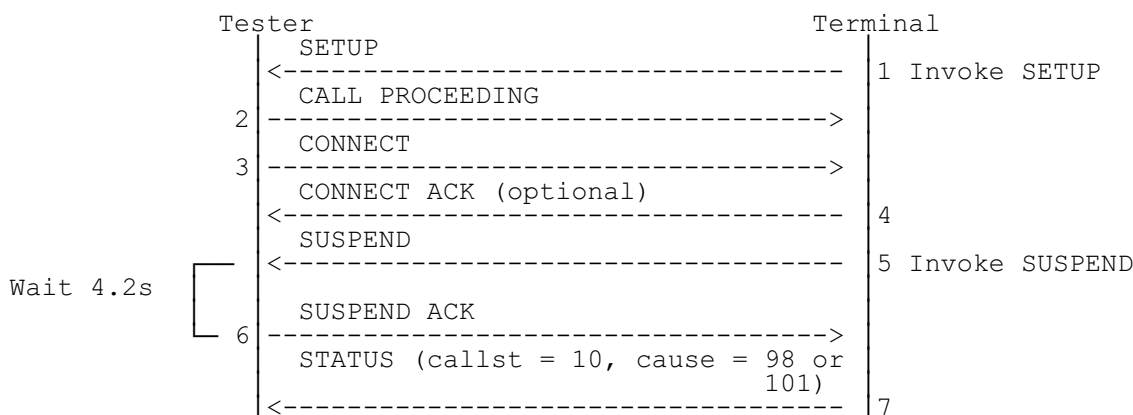 Tester Terminal
SETUP
<----------------------------------- 1 Invoke SETUP
CALL PROCEEDING
2 ----------------------------------->
CONNECT
3 ----------------------------------->
CONNECT ACK (optional)
<----------------------------------- 4
SUSPEND
<----------------------------------- 5 Invoke SUSPEND
Wait 4.2s
SUSPEND ACK
6 ----------------------------------->
STATUS (callst = 10, cause = 98 or
101)
<----------------------------------- 7